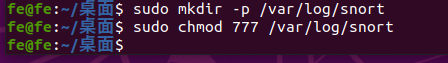 fe@fe:~/桌面$ sudo mkdir -p /var/log/snort
fe@fe:~/桌面$ sudo chmod 777 /var/log/snort
fe@fe:~/桌面$